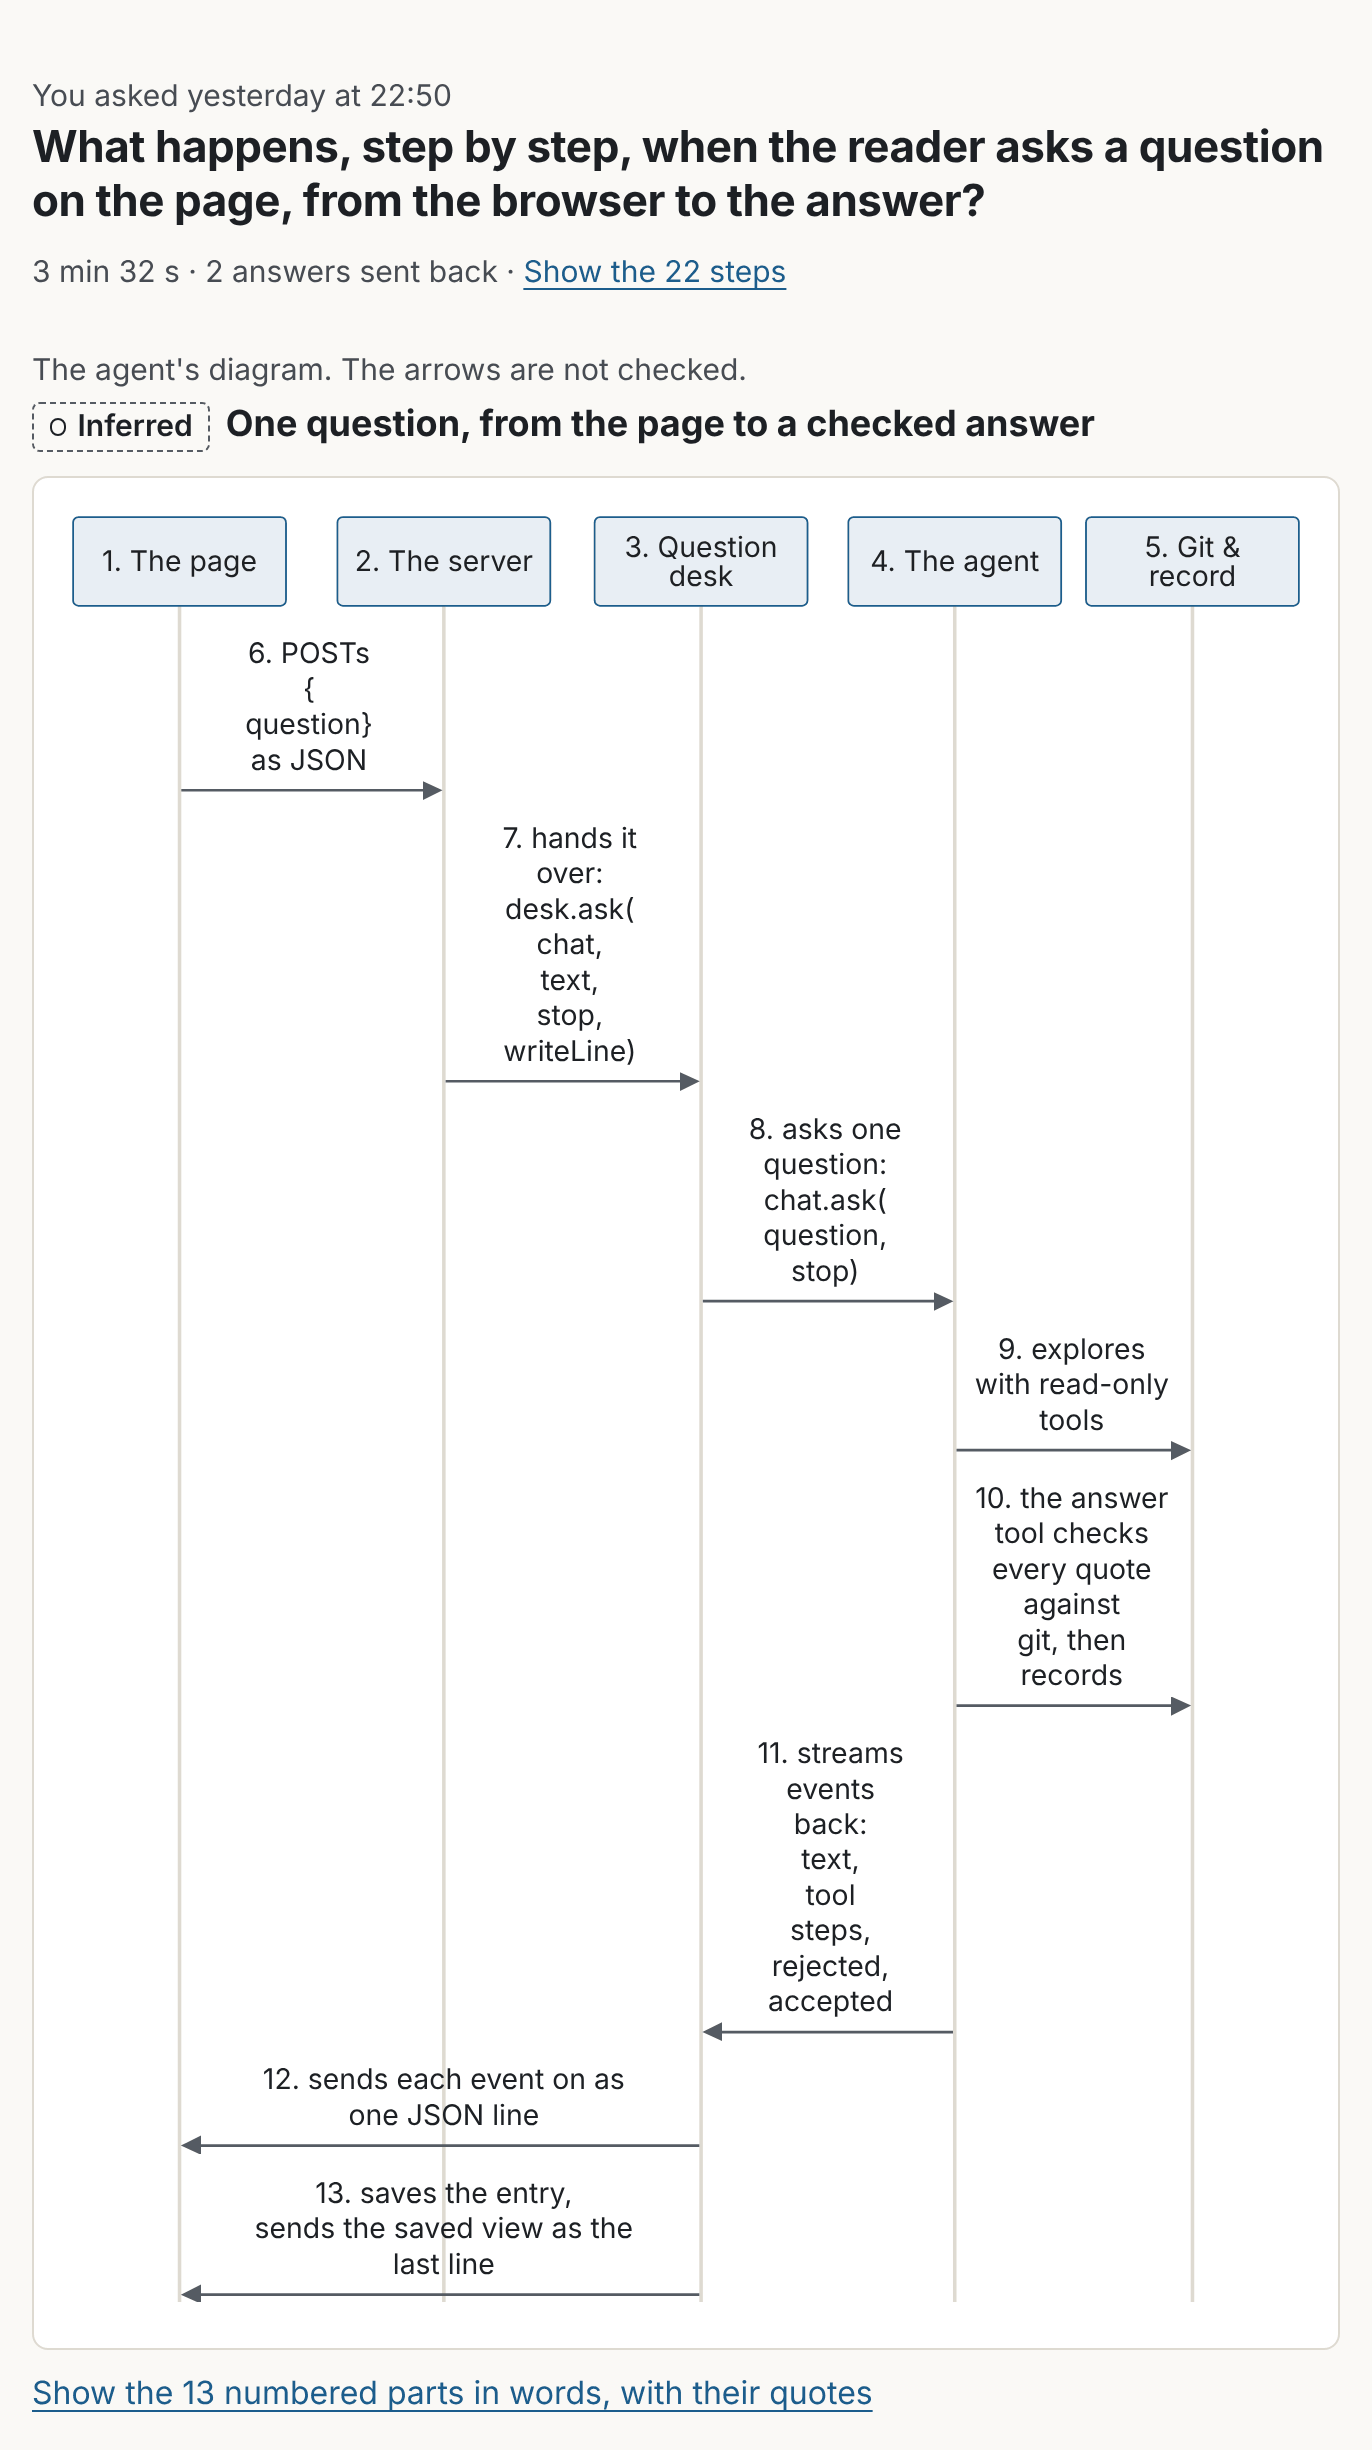 You asked yesterday at 22:50
What happens, step by step, when the reader asks a question
on the page, from the browser to the answer?
3 min 32 s · 2 answers sent back · Show the 22 steps
The agent's diagram. The arrows are not checked.
○ Inferred One question, from the page to a checked answer
1. The page
2. The server
3. Question
desk
4. The agent
5. Git &
record
6. POSTs
{
question}
as JSON
7. hands it
over:
desk.ask(
chat,
text,
stop,
writeLine)
8. asks one
question:
chat.ask(
question,
stop)
9. explores
with read-only
tools
10. the answer
tool checks
every quote
against
git, then
records
11. streams
events
back:
text,
tool
steps,
rejected,
accepted
12. sends each event on as
one JSON line
13. saves the entry,
sends the saved view as the
last line
Show the 13 numbered parts in words, with their quotes